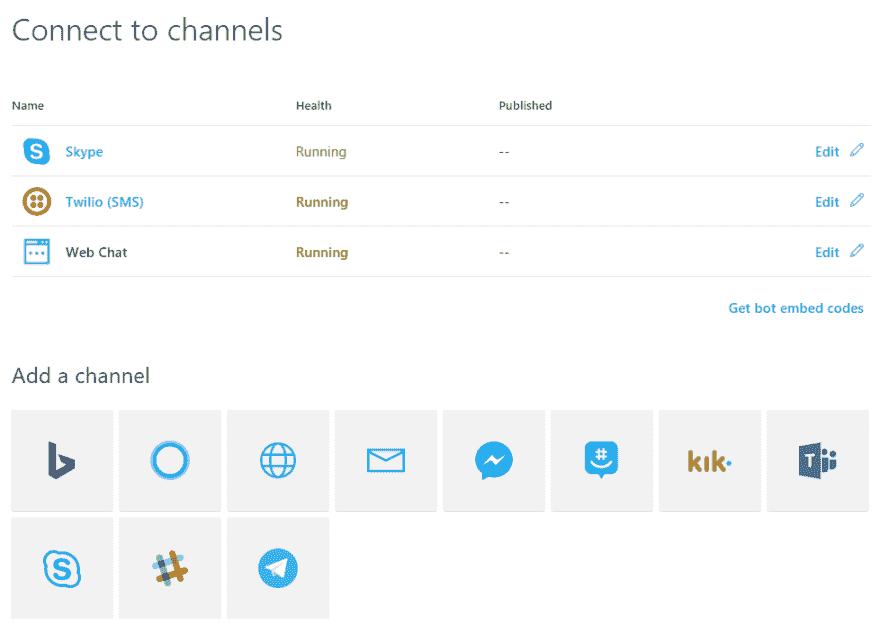 Connect to channels
Name Health Published
Skype Running -- Edit
Twilio (SMS) Running -- Edit
Web Chat Running -- Edit
Get bot embed codes
Add a channel
kik.